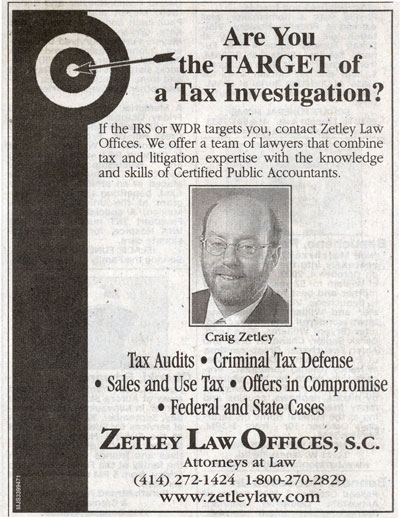 Are You
the TARGET of
a Tax Investigation?
If the IRS or WDR targets you, contact Zetley Law
Offices. We offer a team of lawyers that combine
tax and litigation expertise with the knowledge
and skills of Certified Public Accountants.
Craig Zetley
Tax Audits • Criminal Tax Defense
• Sales and Use Tax • Offers in Compromise
• Federal and State Cases
ZETLEY LAW OFFICES, S.C.
Attorneys at Law
(414) 272-1424 1-800-270-2829
www.zetleylaw.com